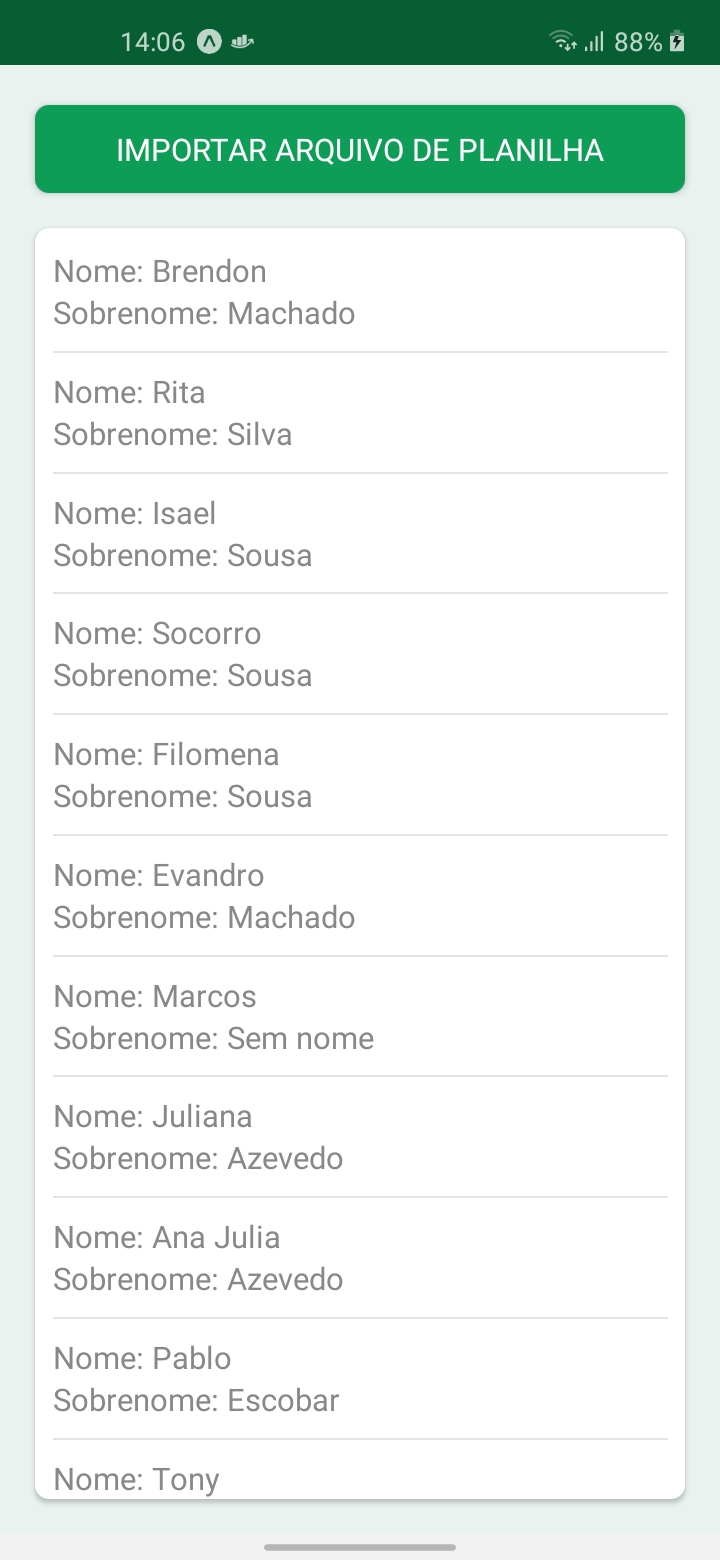 14:06 88%
IMPORTAR ARQUIVO DE PLANILHA
Nome: Brendon
Sobrenome: Machado
Nome: Rita
Sobrenome: Silva
Nome: Isael
Sobrenome: Sousa
Nome: Socorro
Sobrenome: Sousa
Nome: Filomena
Sobrenome: Sousa
Nome: Evandro
Sobrenome: Machado
Nome: Marcos
Sobrenome: Sem nome
Nome: Juliana
Sobrenome: Azevedo
Nome: Ana Julia
Sobrenome: Azevedo
Nome: Pablo
Sobrenome: Escobar
Nome: Tony